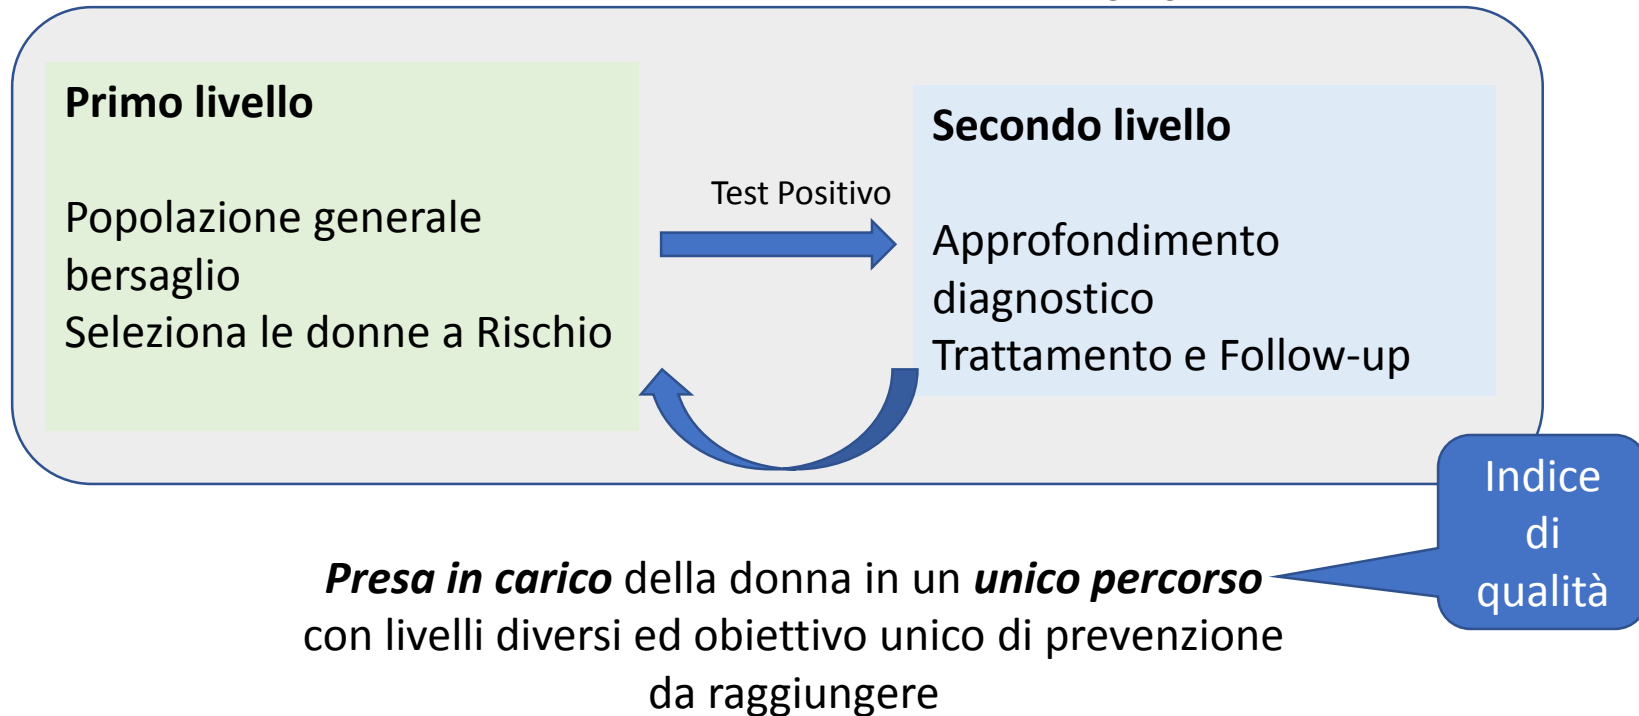 Primo livello
Popolazione generale
bersaglio
Seleziona le donne a Rischio
Test Positivo
Secondo livello
Approfondimento
diagnostico
Trattamento e Follow-up
Indice
di
qualità
Presa in carico della donna in un unico percorso
con livelli diversi ed obiettivo unico di prevenzione
da raggiungere